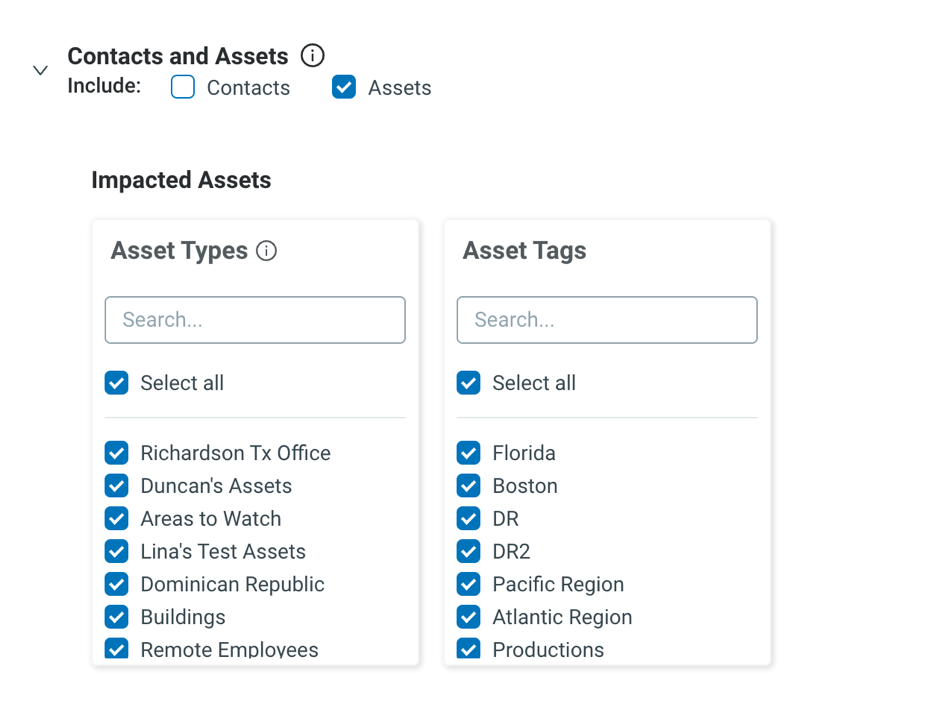 Contacts and Assets
Include: Contacts Assets
Impacted Assets
Asset Types
Search...
Select all
Richardson Tx Office
Duncan's Assets
Areas to Watch
Lina's Test Assets
Dominican Republic
Buildings
Remote Employees
Asset Tags
Search...
Select all
Florida
Boston
DR
DR2
Pacific Region
Atlantic Region
Productions